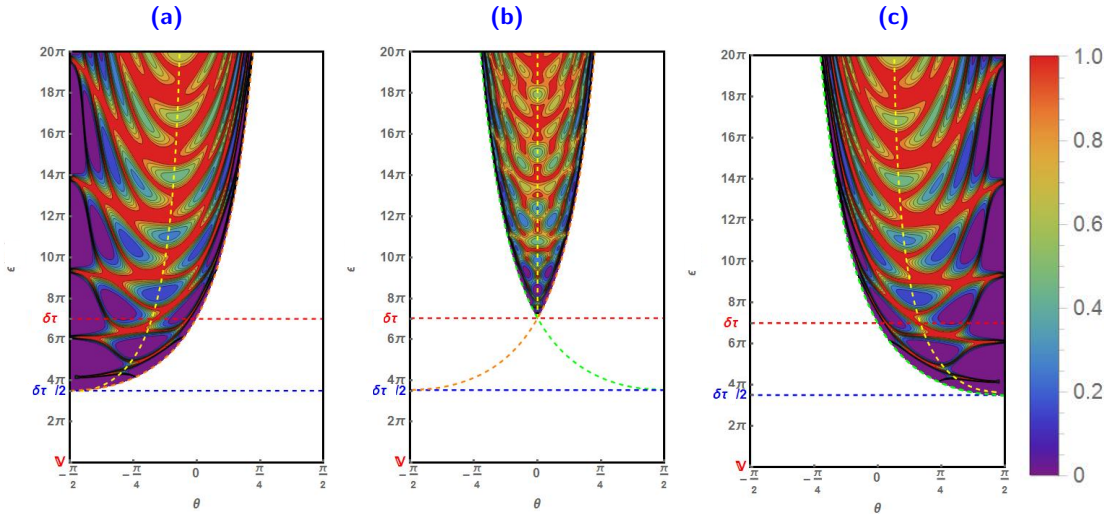 (a)
(b)
(c)
20π
18π
16π
14π
12π
10π
8π
δτ
6π
4π
δτ /2
2π
𝕍
ϵ
-π/2
-π/4
0
π/4
π/2
θ
20π
18π
16π
14π
12π
10π
8π
δτ
6π
4π
δτ /2
2π
𝕍
ϵ
-π/2
-π/4
0
π/4
π/2
θ
20π
18π
16π
14π
12π
10π
8π
δτ
6π
4π
δτ /2
2π
𝕍
ϵ
-π/2
-π/4
0
π/4
π/2
θ
1.0
0.8
0.6
0.4
0.2
0